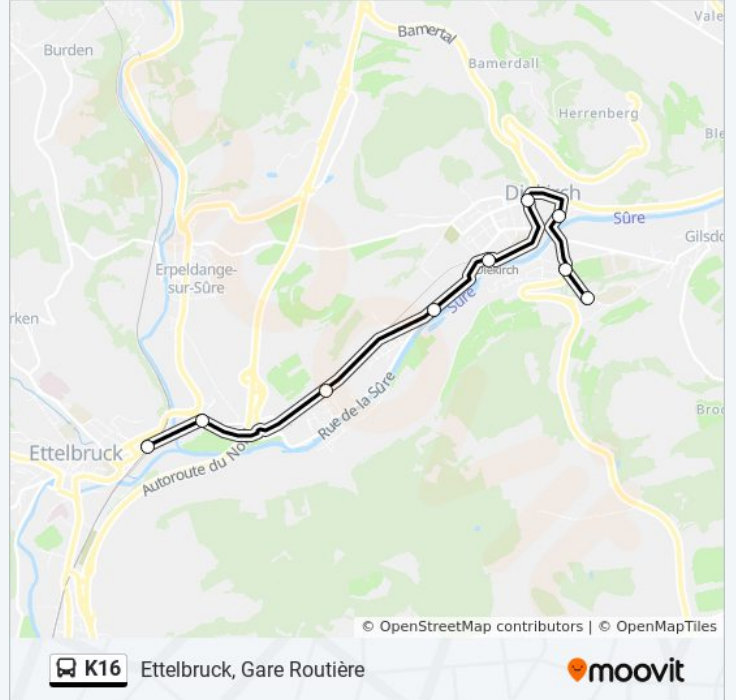 Vale
Bamertal
Burden
Bamerdall
Herrenberg
Ble
Diekirch
Sûre
Gilsdo
Erpeldange-
sur-Sûre
Diekirch
Sûre
rken
Rue de la Sûre
Broc
Ettelbruck
Autoroute du No
© OpenStreetMap contributors | © OpenMapTiles
K16 Ettelbruck, Gare Routière
moovit